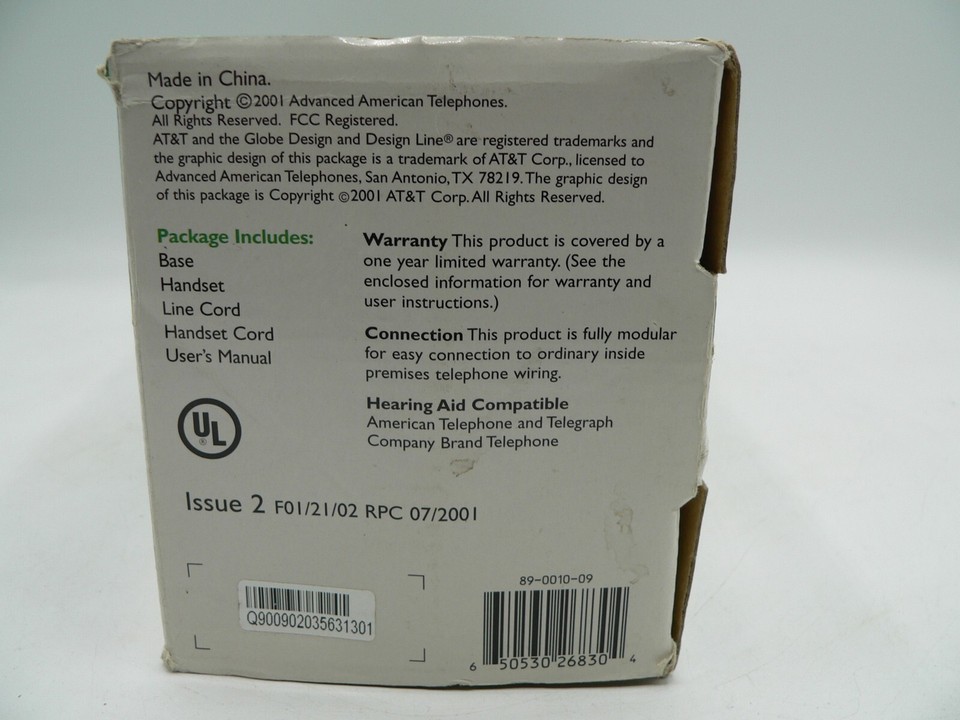 Made in China.
Copyright ©2001 Advanced American Telephones.
All Rights Reserved. FCC Registered.
AT&T and the Globe Design and Design Line® are registered trademarks and
the graphic design of this package is a trademark of AT&T Corp., licensed to
Advanced American Telephones, San Antonio, TX 78219. The graphic design
of this package is Copyright ©2001 AT&T Corp. All Rights Reserved.
Package Includes:
Base
Handset
Line Cord
Handset Cord
User's Manual
Warranty This product is covered by a
one year limited warranty. (See the
enclosed information for warranty and
user instructions.)
Connection This product is fully modular
for easy connection to ordinary inside
premises telephone wiring.
Hearing Aid Compatible
American Telephone and Telegraph
Company Brand Telephone
UL
®
Issue 2 F01/21/02 RPC 07/2001
Q900902035631301
89-0010-09
6 50530 26830 4